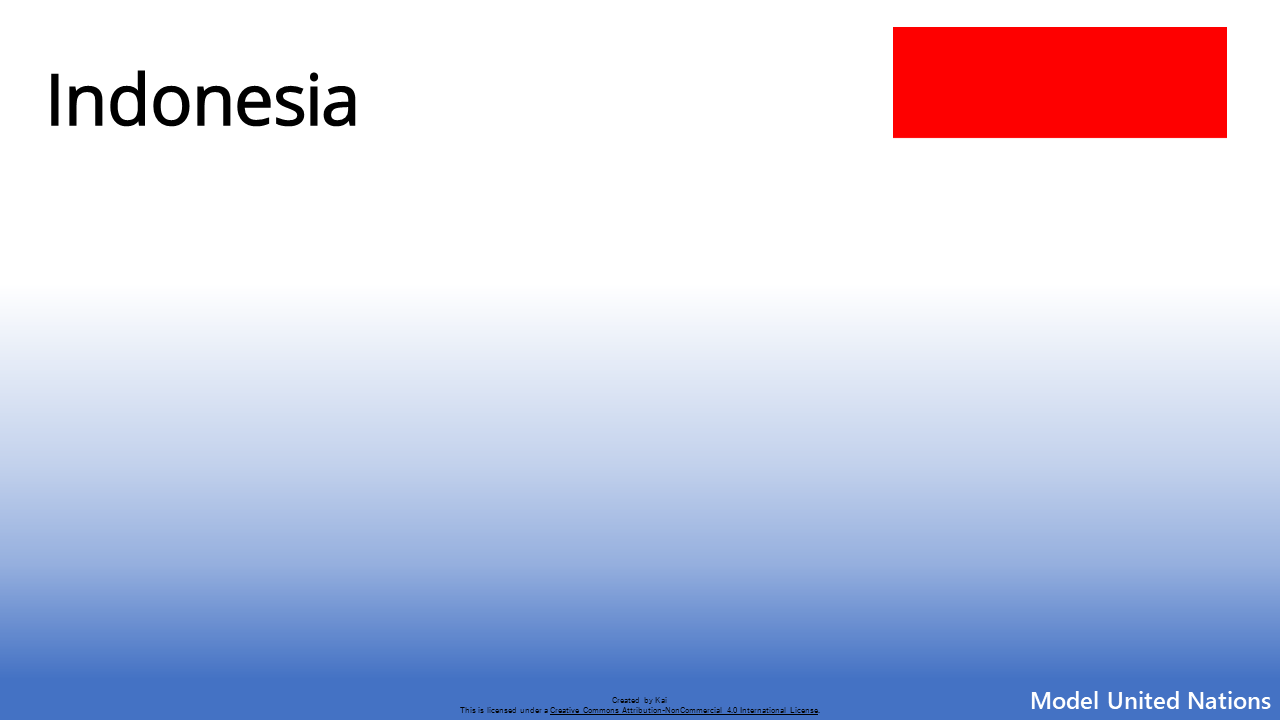 Indonesia
Created by Kai
This is licensed under a Creative Commons Attribution-NonCommercial 4.0 International License.
Model United Nations